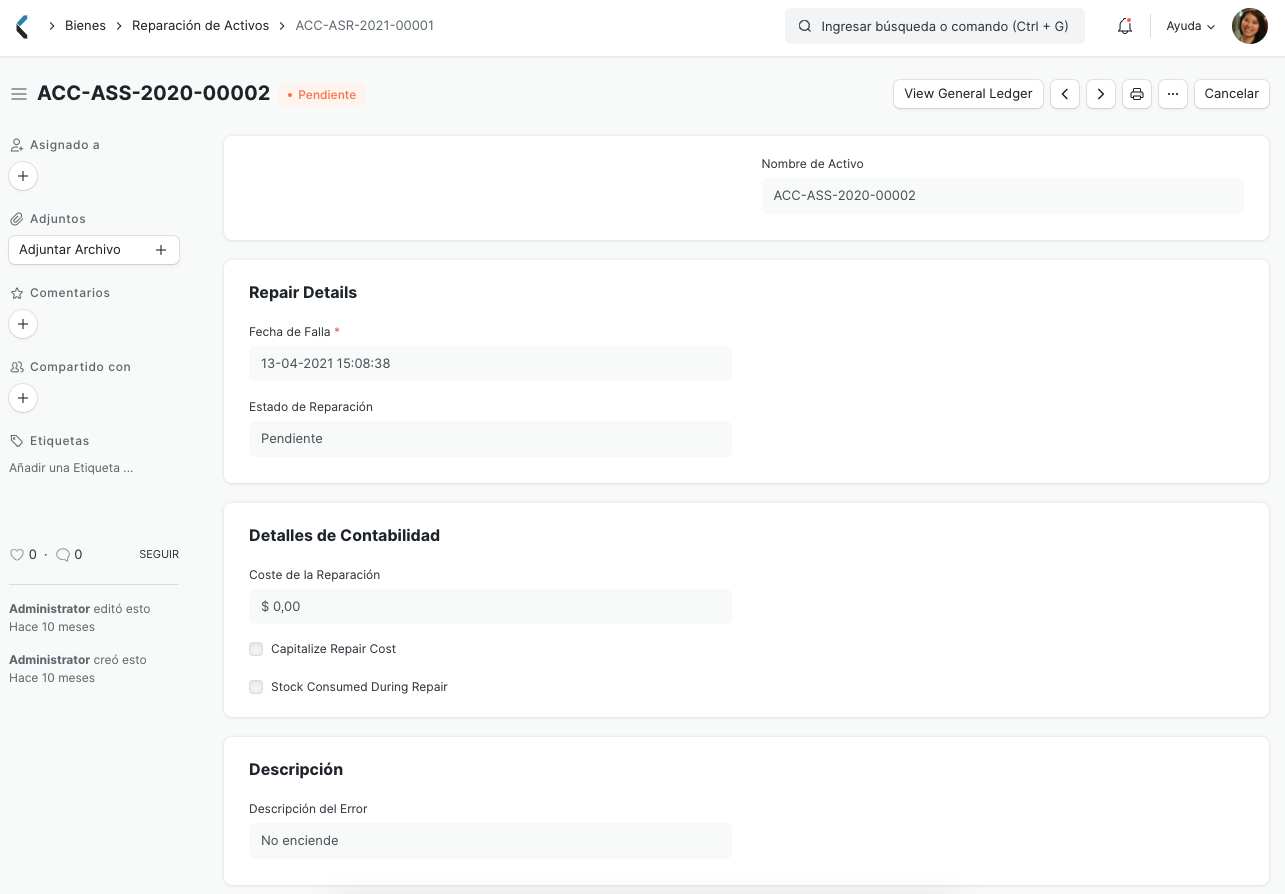 Bienes
Reparación de Activos
ACC-ASR-2021-00001
Ingresar búsqueda o comando (Ctrl + G)
Ayuda
ACC-ASS-2020-00002
Pendiente
View General Ledger
Cancelar
Asignado a
Adjuntos
Adjuntar Archivo
Comentarios
Compartido con
Etiquetas
Añadir una Etiqueta ...
0 · 0 SEGUIR
Administrator editó esto
Hace 10 meses
Administrator creó esto
Hace 10 meses
Nombre de Activo
ACC-ASS-2020-00002
Repair Details
Fecha de Falla *
13-04-2021 15:08:38
Estado de Reparación
Pendiente
Detalles de Contabilidad
Coste de la Reparación
$ 0,00
Capitalize Repair Cost
Stock Consumed During Repair
Descripción
Descripción del Error
No enciende